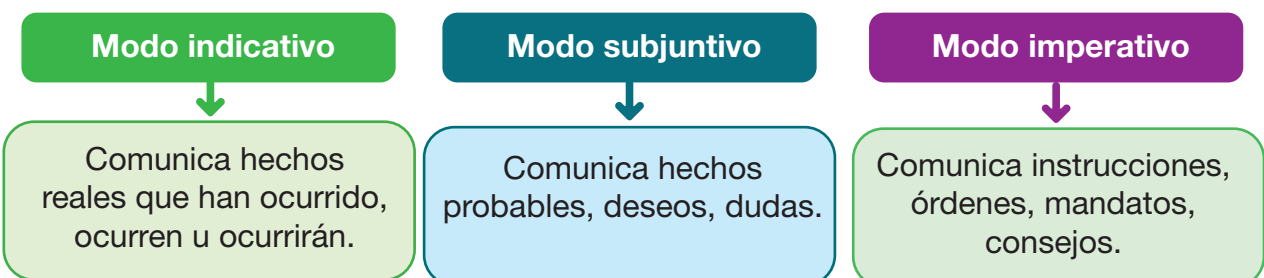 Modo indicativo
Modo subjuntivo
Modo imperativo
Comunica hechos
reales que han ocurrido,
ocurren u ocurrirán.
Comunica hechos
probables, deseos, dudas.
Comunica instrucciones,
órdenes, mandatos,
consejos.